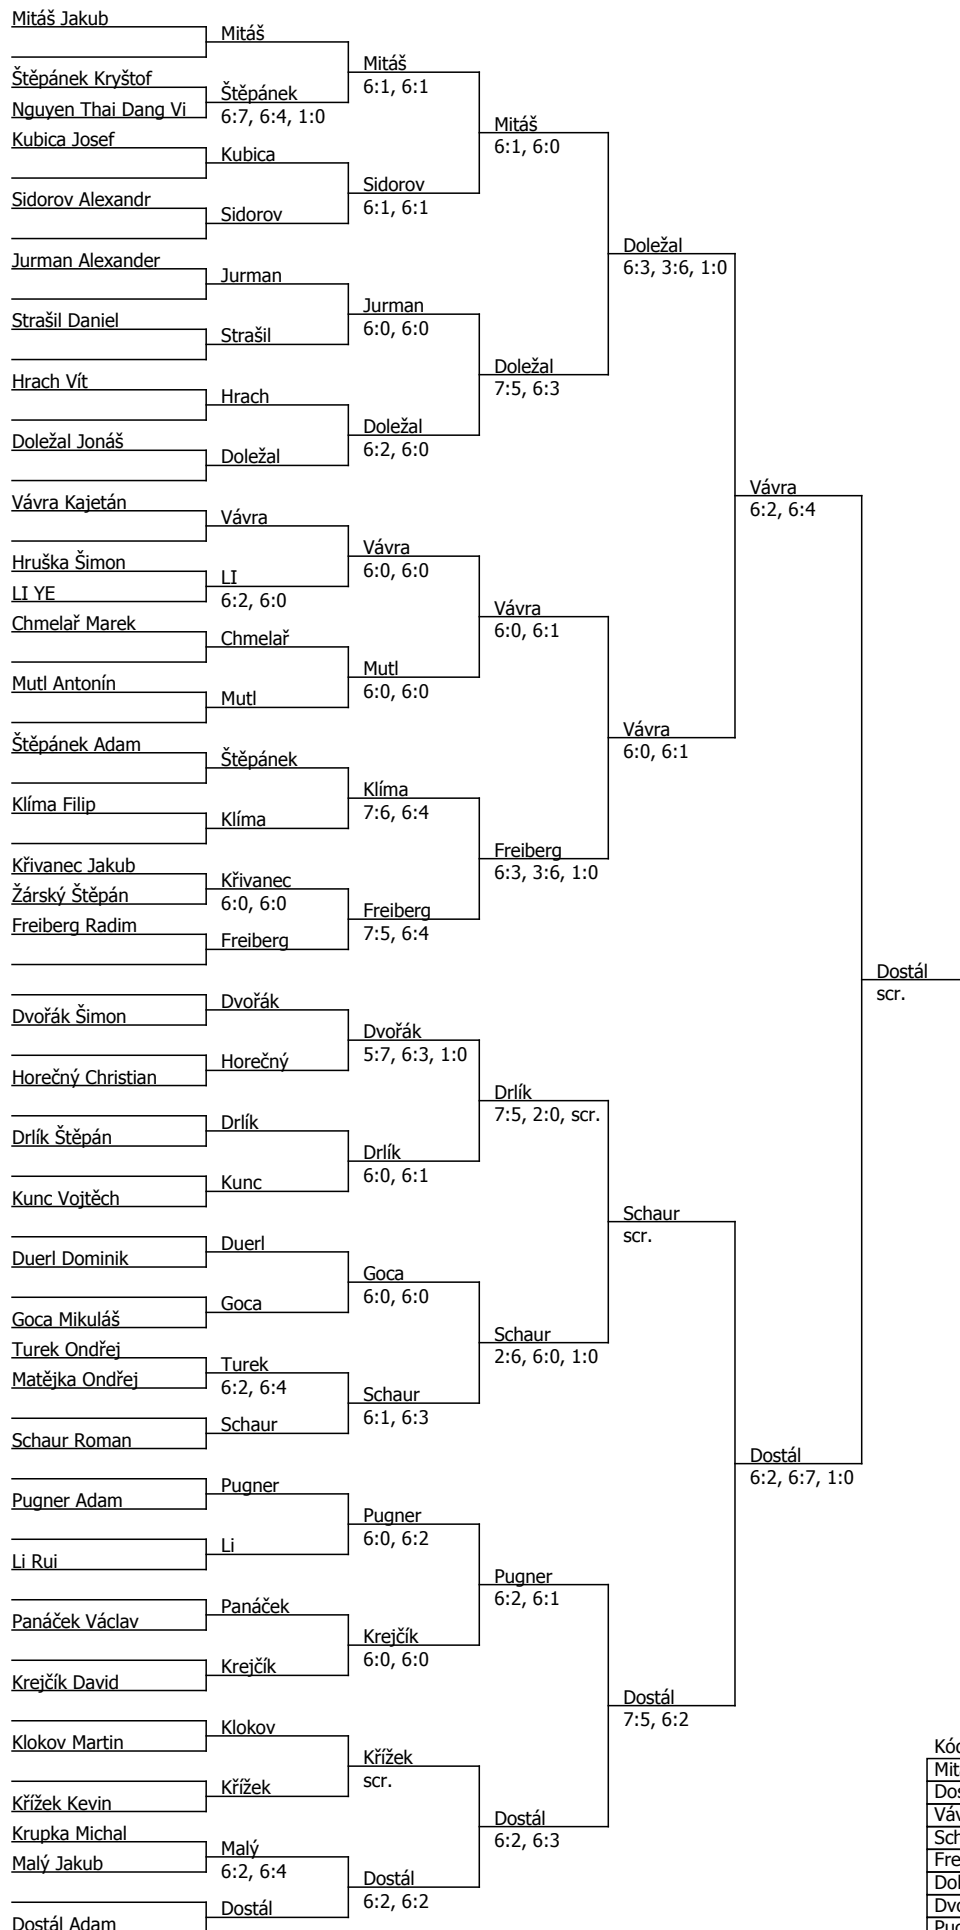 Mitáš Jakub
Mitáš
Mitáš
6:1, 6:1
Štěpánek Kryštof
Štěpánek
6:7, 6:4, 1:0
Nguyen Thai Dang Vi
Mitáš
6:1, 6:0
Kubica Josef
Kubica
Sidorov
6:1, 6:1
Sidorov Alexandr
Sidorov
Doležal
6:3, 3:6, 1:0
Jurman Alexander
Jurman
Jurman
6:0, 6:0
Strašil Daniel
Strašil
Doležal
7:5, 6:3
Hrach Vít
Hrach
Doležal
6:2, 6:0
Doležal Jonáš
Doležal
Vávra
6:2, 6:4
Vávra Kajetán
Vávra
Vávra
6:0, 6:0
Hruška Šimon
LI
6:2, 6:0
LI YE
Vávra
6:0, 6:1
Chmelař Marek
Chmelař
Mutl
6:0, 6:0
Mutl Antonín
Mutl
Vávra
6:0, 6:1
Štěpánek Adam
Štěpánek
Klíma
7:6, 6:4
Klíma Filip
Klíma
Freiberg
6:3, 3:6, 1:0
Křivanec Jakub
Křivanec
6:0, 6:0
Žárský Štěpán
Freiberg
7:5, 6:4
Freiberg Radim
Freiberg
Dostál
scr.
Dvořák
Dvořák Šimon
Dvořák
5:7, 6:3, 1:0
Horečný
Horečný Christian
Drlík
7:5, 2:0, scr.
Drlík
Drlík Štěpán
Drlík
6:0, 6:1
Kunc
Kunc Vojtěch
Schaur
scr.
Duerl
Duerl Dominik
Goca
6:0, 6:0
Goca
Goca Mikuláš
Schaur
2:6, 6:0, 1:0
Turek Ondřej
Turek
6:2, 6:4
Matějka Ondřej
Schaur
6:1, 6:3
Schaur
Schaur Roman
Dostál
6:2, 6:7, 1:0
Pugner
Pugner Adam
Pugner
6:0, 6:2
Li
Li Rui
Pugner
6:2, 6:1
Panáček
Panáček Václav
Krejčík
6:0, 6:0
Krejčík
Krejčík David
Dostál
7:5, 6:2
Klokov
Klokov Martin
Křížek
scr.
Křížek
Křížek Kevin
Dostál
6:2, 6:3
Krupka Michal
Malý
6:2, 6:4
Malý Jakub
Dostál
6:2, 6:2
Dostál
Dostál Adam